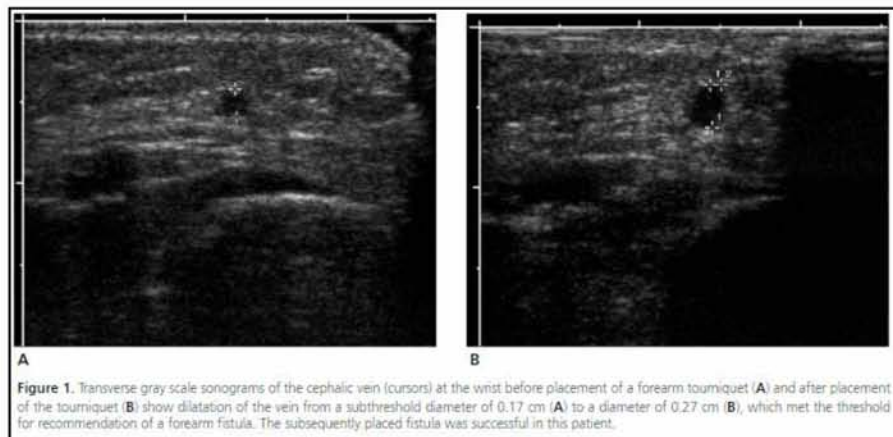 A
B
Figure 1. Transverse gray scale sonograms of the cephalic vein (cursors) at the wrist before placement of a forearm tourniquet (A) and after placement
of the tourniquet (B) show dilatation of the vein from a subthreshold diameter of 0.17 cm (A) to a diameter of 0.27 cm (B), which met the threshold
for recommendation of a forearm fistula. The subsequently placed fistula was successful in this patient.